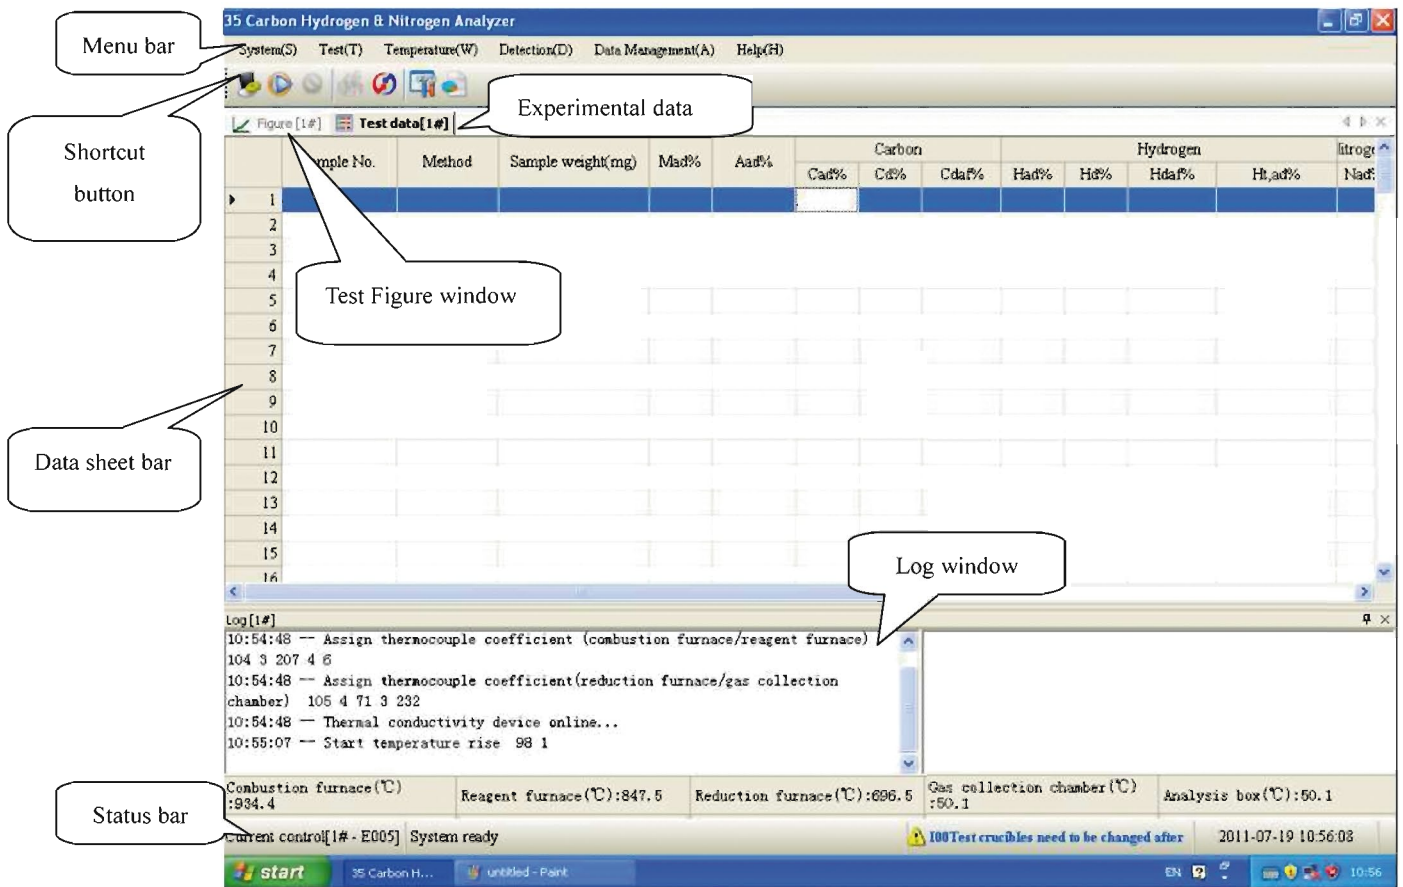 35 Carbon Hydrogen & Nitrogen Analyzer
Menu bar
System(S) Test(T) Temperature(W) Detection(D) Data Management(A) Help(H)
Experimental data
Figure [1#] Test data[1#]
Shortcut
button
mple No. Method Sample weight(mg) Mad% Aad% Carbon Hydrogen litroge
Cad% Cd% Cdaf% Had% Hd% Hdaf% Ht,ad% Nad%
1
2
3
4
Test Figure window
5
6
7
8
9
10
Data sheet bar
11
12
13
14
15
16
Log window
Log[1#]
10:54:48 -- Assign thermocouple coefficient (combustion furnace/reagent furnace)
104 3 207 4 6
10:54:48 -- Assign thermocouple coefficient(reduction furnace/gas collection
chamber) 105 4 71 3 232
10:54:48 -- Thermal conductivity device online...
10:55:07 -- Start temperature rise 98 1
Combustion furnace(℃)
:934.4
Reagent furnace(℃):847.5 Reduction furnace(℃):696.5
Gas collection chamber(℃)
:50.1
Analysis box(℃):50.1
Status bar
Current control[1# - E005] System ready 100Test crucibles need to be changed after 2011-07-19 10:56:08
start 35 Carbon H... untitled - Paint EN 10:56